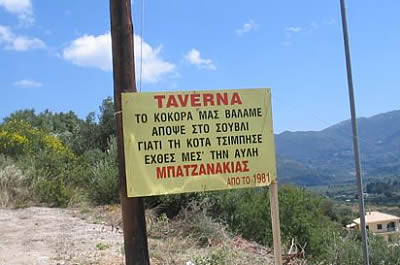 TAVERNA
ΤΟ ΚΟΚΟΡΑ ΜΑΣ ΒΑΛΑΜΕ
ΑΠΟΨΕ ΣΤΟ ΣΟΥΒΛΙ
ΓΙΑΤΙ ΤΗ ΚΟΤΑ ΤΣΙΜΠΗΣΕ
ΕΧΘΕΣ ΜΕΣ' ΤΗΝ ΑΥΛΗ
ΜΠΑΤΖΑΝΑΚΙΑΣ
ΑΠΟ ΤΟ 1981